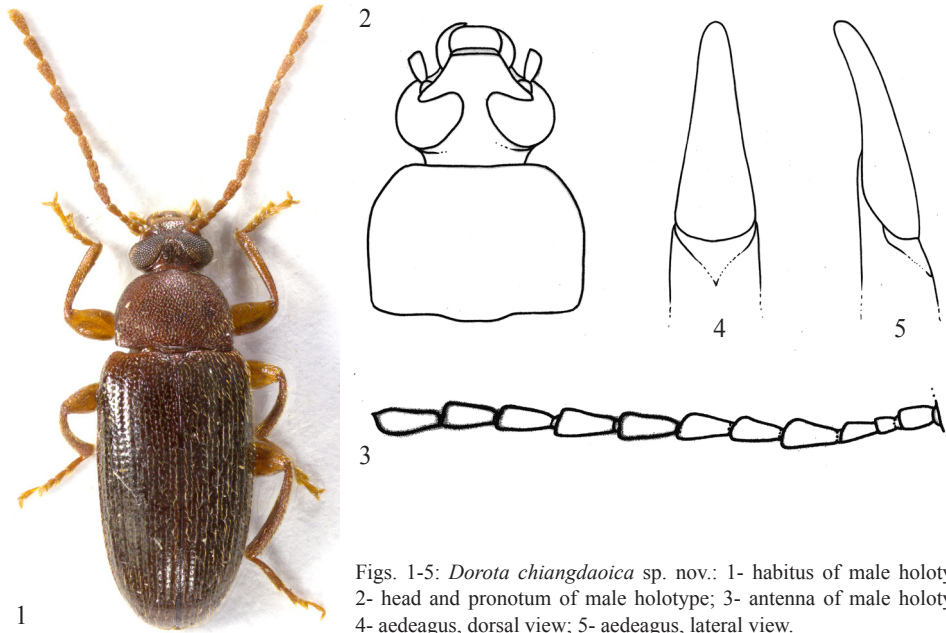 2
4
5
3
1
Figs. 1-5: Dorota chiangdaoica sp. nov.: 1- habitus of male holoty
2- head and pronotum of male holotype; 3- antenna of male holoty
4- aedeagus, dorsal view; 5- aedeagus, lateral view.